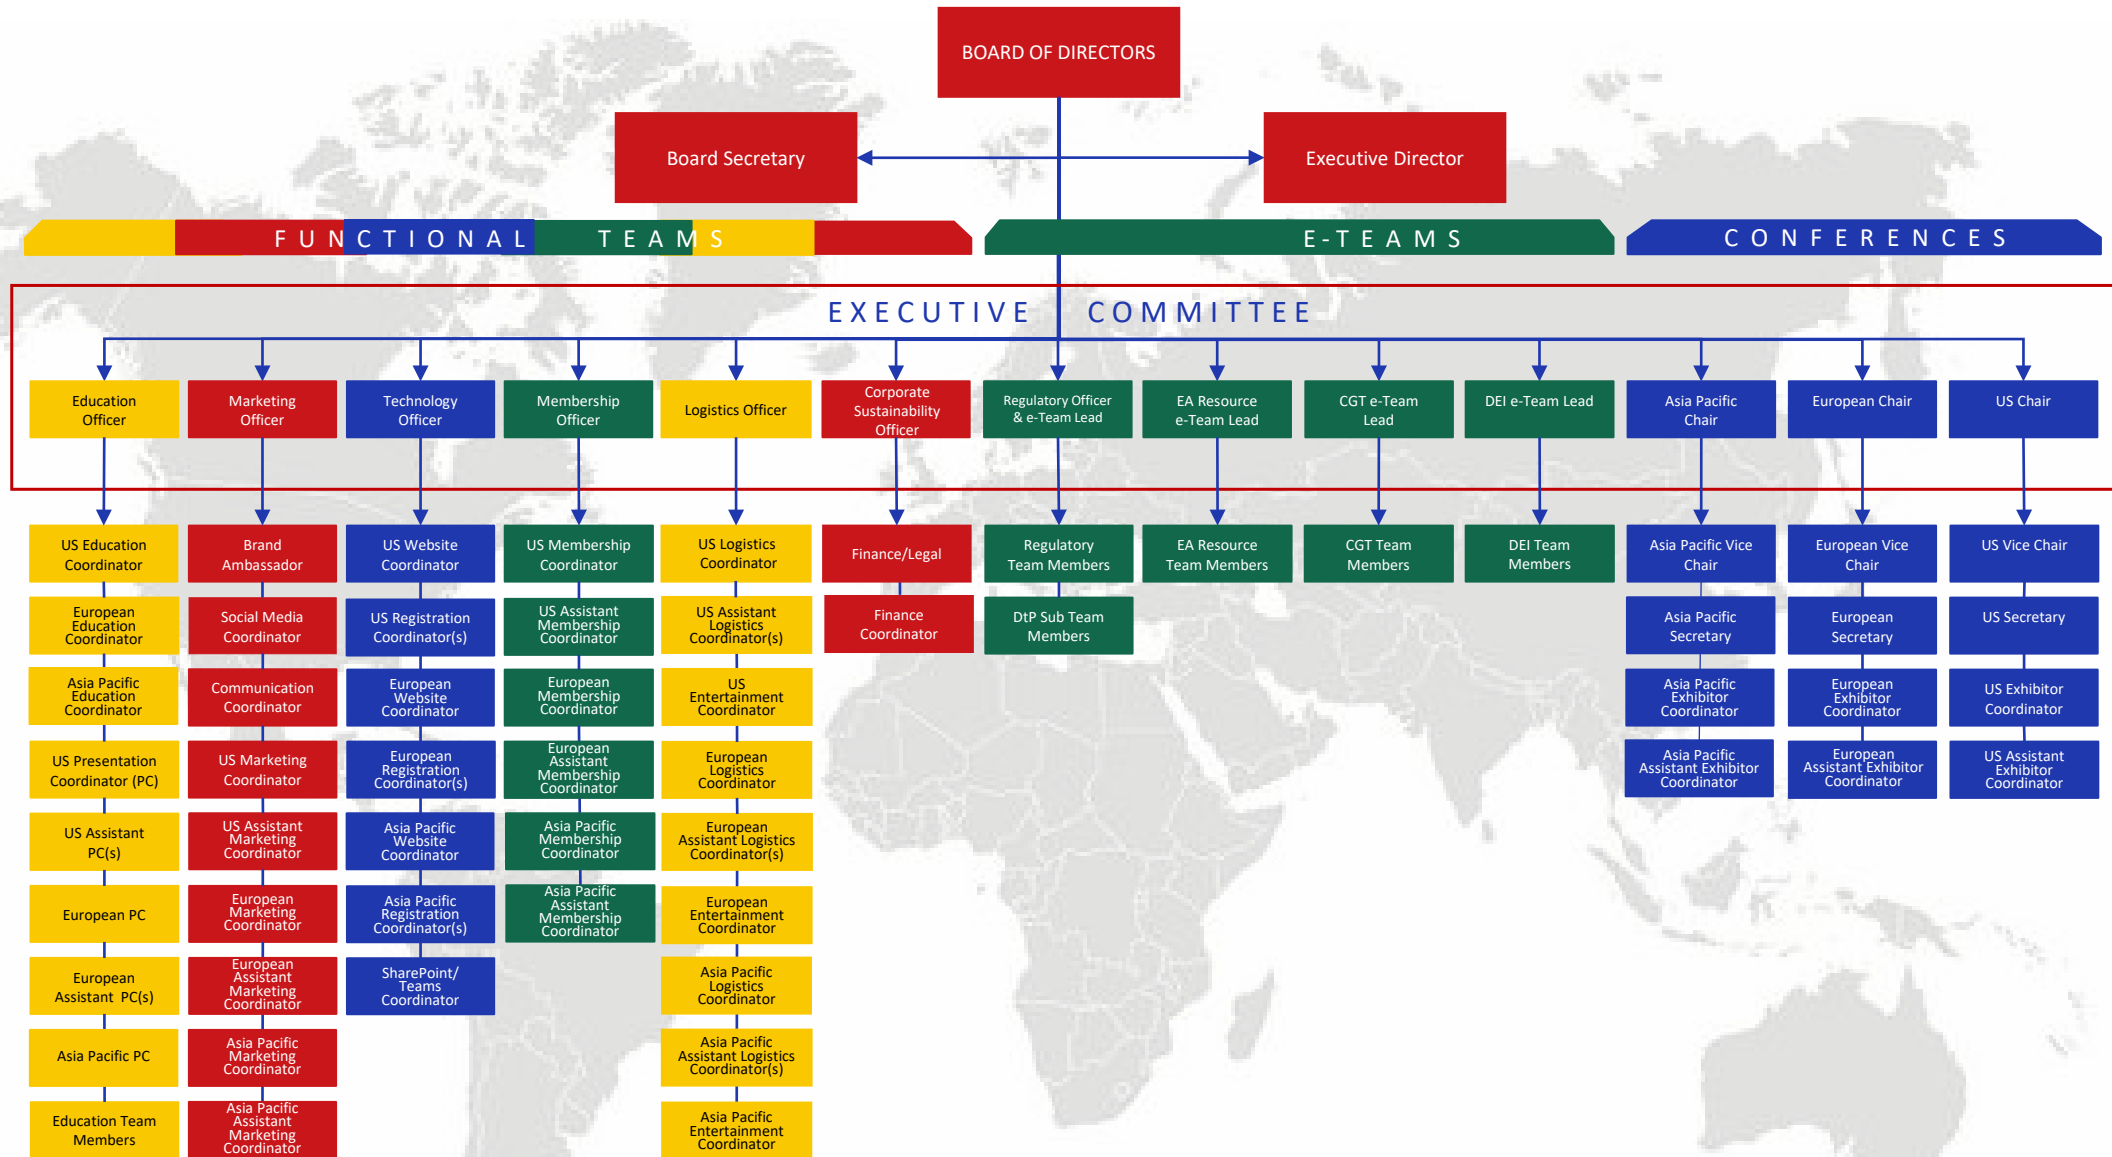 BOARD OF DIRECTORS
Board Secretary
Executive Director
FUNCTIONAL TEAMS
E-TEAMS
CONFERENCES
EXECUTIVE COMMITTEE
Education
Officer
Marketing
Officer
Technology
Officer
Membership
Officer
Logistics Officer
Corporate
Sustainability
Officer
Regulatory Officer
& e-Team Lead
EA Resource
e-Team Lead
CGT e-Team
Lead
DEI e-Team Lead
Asia Pacific
Chair
European Chair
US Chair
US Education
Coordinator
European
Education
Coordinator
Asia Pacific
Education
Coordinator
US Presentation
Coordinator (PC)
US Assistant
PC(s)
European PC
European
Assistant PC(s)
Asia Pacific PC
Education Team
Members
Brand
Ambassador
Social Media
Coordinator
Communication
Coordinator
US Marketing
Coordinator
US Assistant
Marketing
Coordinator
European
Marketing
Coordinator
European
Assistant
Marketing
Coordinator
Asia Pacific
Marketing
Coordinator
Asia Pacific
Assistant
Marketing
Coordinator
US Website
Coordinator
US Registration
Coordinator(s)
European
Website
Coordinator
European
Registration
Coordinator(s)
Asia Pacific
Website
Coordinator
Asia Pacific
Registration
Coordinator(s)
SharePoint/
Teams
Coordinator
US Membership
Coordinator
US Assistant
Membership
Coordinator
European
Membership
Coordinator
European
Assistant
Membership
Coordinator
Asia Pacific
Membership
Coordinator
Asia Pacific
Assistant
Membership
Coordinator
US Logistics
Coordinator
US Assistant
Logistics
Coordinator(s)
US
Entertainment
Coordinator
European
Logistics
Coordinator
European
Assistant Logistics
Coordinator(s)
European
Entertainment
Coordinator
Asia Pacific
Logistics
Coordinator
Asia Pacific
Assistant Logistics
Coordinator(s)
Asia Pacific
Entertainment
Coordinator
Finance/Legal
Finance
Coordinator
Regulatory
Team Members
DtP Sub Team
Members
EA Resource
Team Members
CGT Team
Members
DEI Team
Members
Asia Pacific Vice
Chair
Asia Pacific
Secretary
Asia Pacific
Exhibitor
Coordinator
Asia Pacific
Assistant Exhibitor
Coordinator
European Vice
Chair
European
Secretary
European
Exhibitor
Coordinator
European
Assistant Exhibitor
Coordinator
US Vice Chair
US Secretary
US Exhibitor
Coordinator
US Assistant
Exhibitor
Coordinator